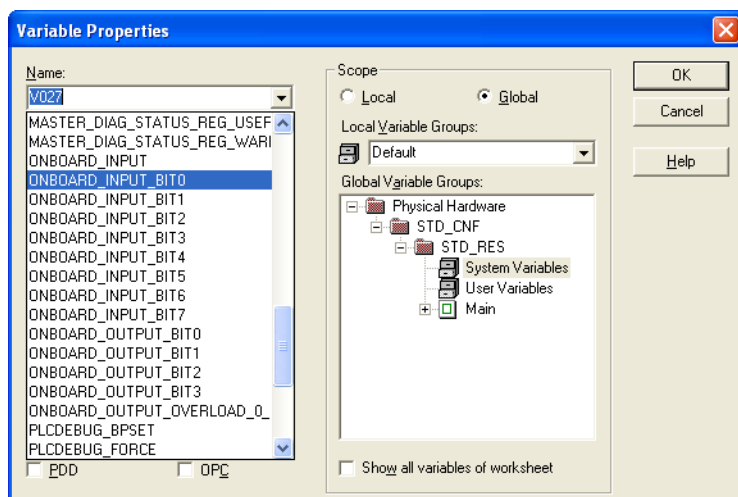 Variable Properties
Name:
V027
MASTER_DIAG_STATUS_REG_USEF
MASTER_DIAG_STATUS_REG_WARI
ONBOARD_INPUT
ONBOARD_INPUT_BIT0
ONBOARD_INPUT_BIT1
ONBOARD_INPUT_BIT2
ONBOARD_INPUT_BIT3
ONBOARD_INPUT_BIT4
ONBOARD_INPUT_BIT5
ONBOARD_INPUT_BIT6
ONBOARD_INPUT_BIT7
ONBOARD_OUTPUT_BIT0
ONBOARD_OUTPUT_BIT1
ONBOARD_OUTPUT_BIT2
ONBOARD_OUTPUT_BIT3
ONBOARD_OUTPUT_OVERLOAD_0_
PLCDEBUG_BPSET
PLCDEBUG_FORCE
PDD OPC
Scope
Local Global
Local Variable Groups:
Default
Global Variable Groups:
Physical Hardware
STD_CNF
STD_RES
System Variables
User Variables
Main
Show all variables of worksheet
OK
Cancel
Help